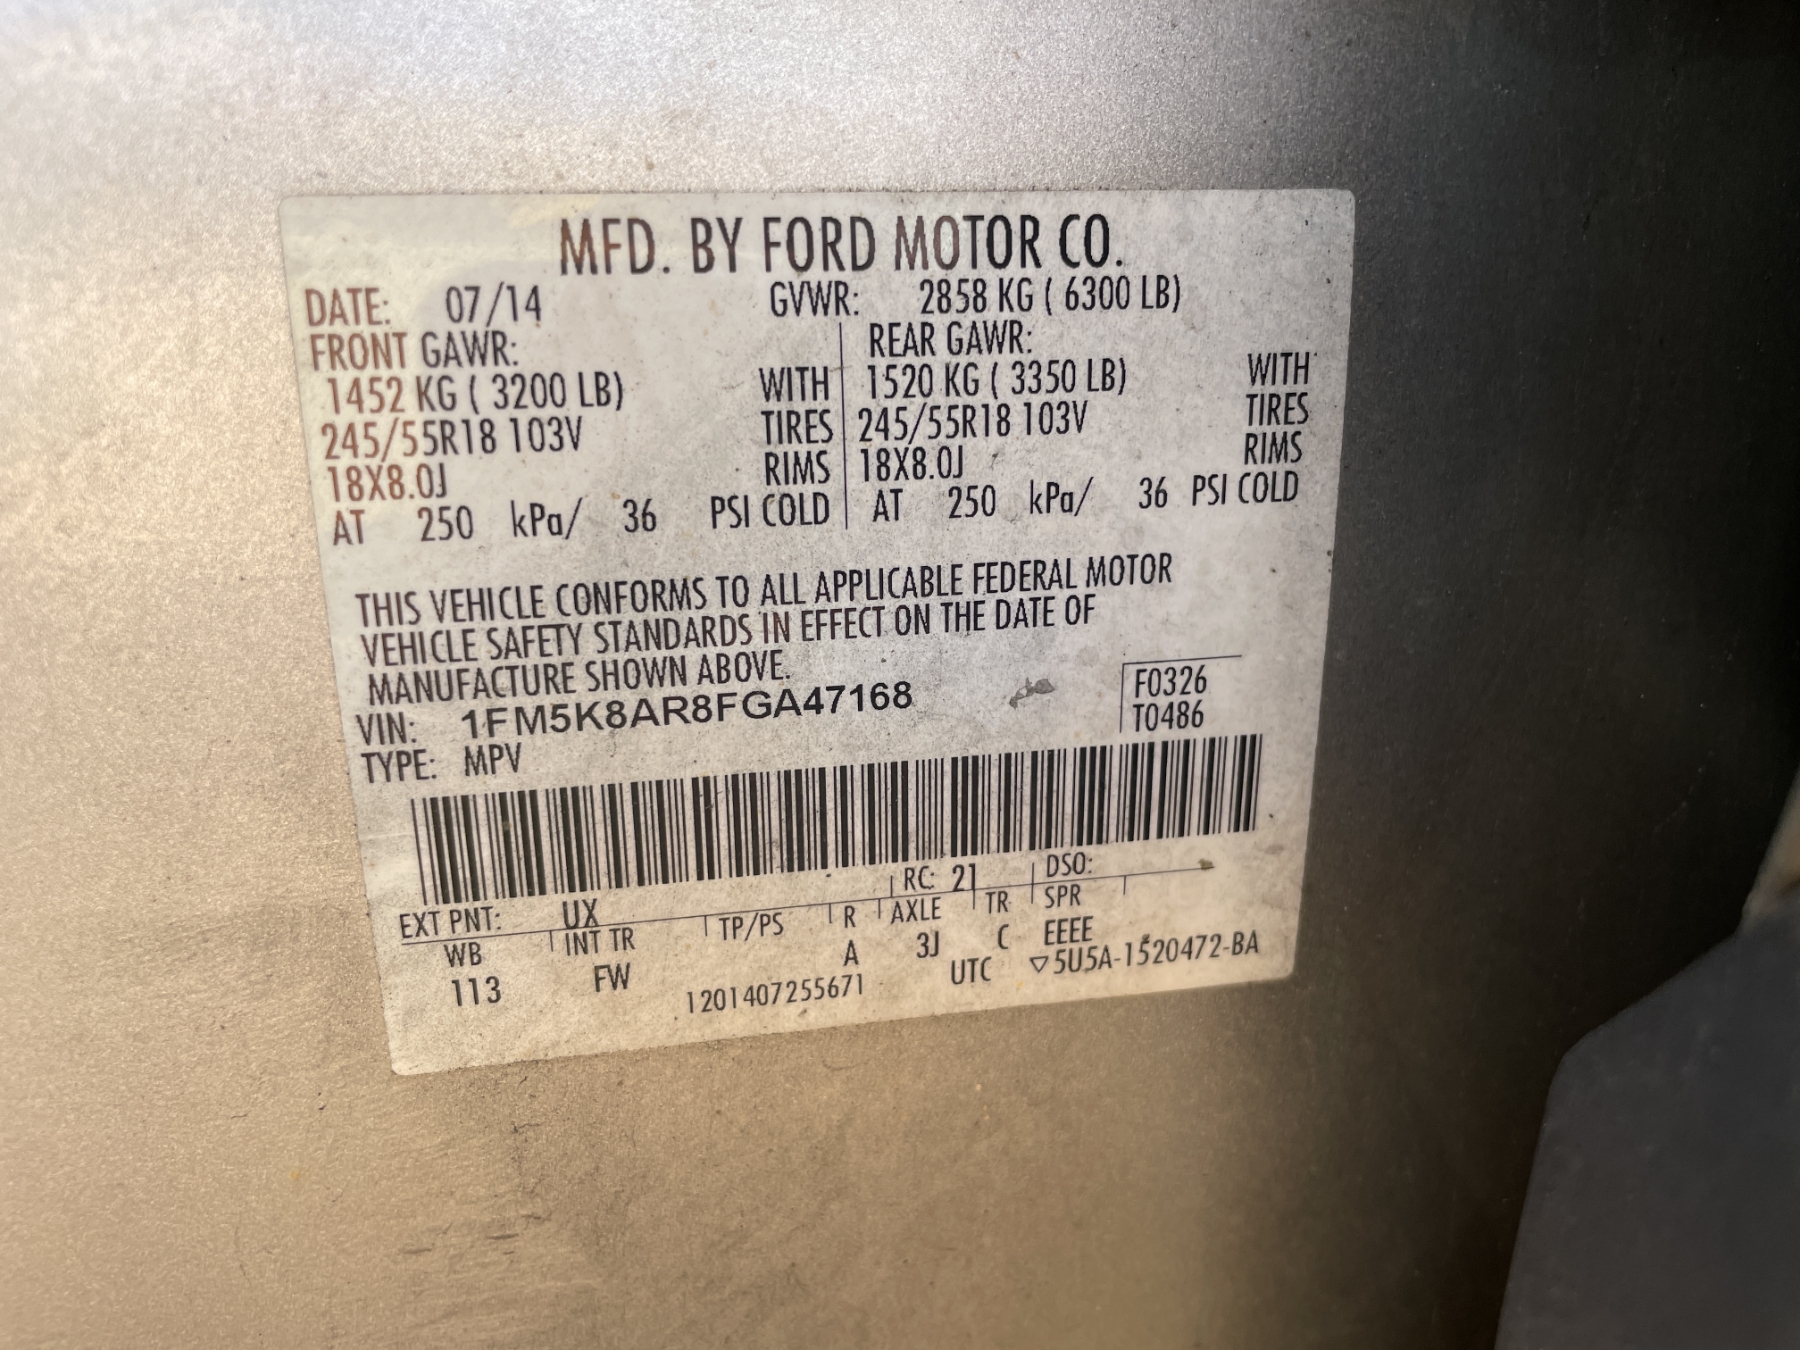 MFD. BY FORD MOTOR CO.
DATE: 07/14 GVWR: 2858 KG ( 6300 LB)
FRONT GAWR: REAR GAWR:
1452 KG ( 3200 LB) WITH 1520 KG ( 3350 LB) WITH
245/55R18 103V TIRES 245/55R18 103V TIRES
18X8.0J RIMS 18X8.0J RIMS
AT 250 kPa/ 36 PSI COLD AT 250 kPa/ 36 PSI COLD
THIS VEHICLE CONFORMS TO ALL APPLICABLE FEDERAL MOTOR
VEHICLE SAFETY STANDARDS IN EFFECT ON THE DATE OF
MANUFACTURE SHOWN ABOVE.
VIN: 1FM5K8AR8FGA47168
F0326
T0486
TYPE: MPV
EXT PNT: UX RC: 21 DSO:
WB INT TR TP/PS R AXLE TR SPR
113 FW A 3J C EEEE
1201407255671 UTC ▽5U5A-1520472-BA